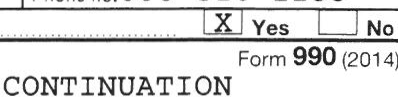 X Yes No
Form 990 (2014)
CONTINUATION